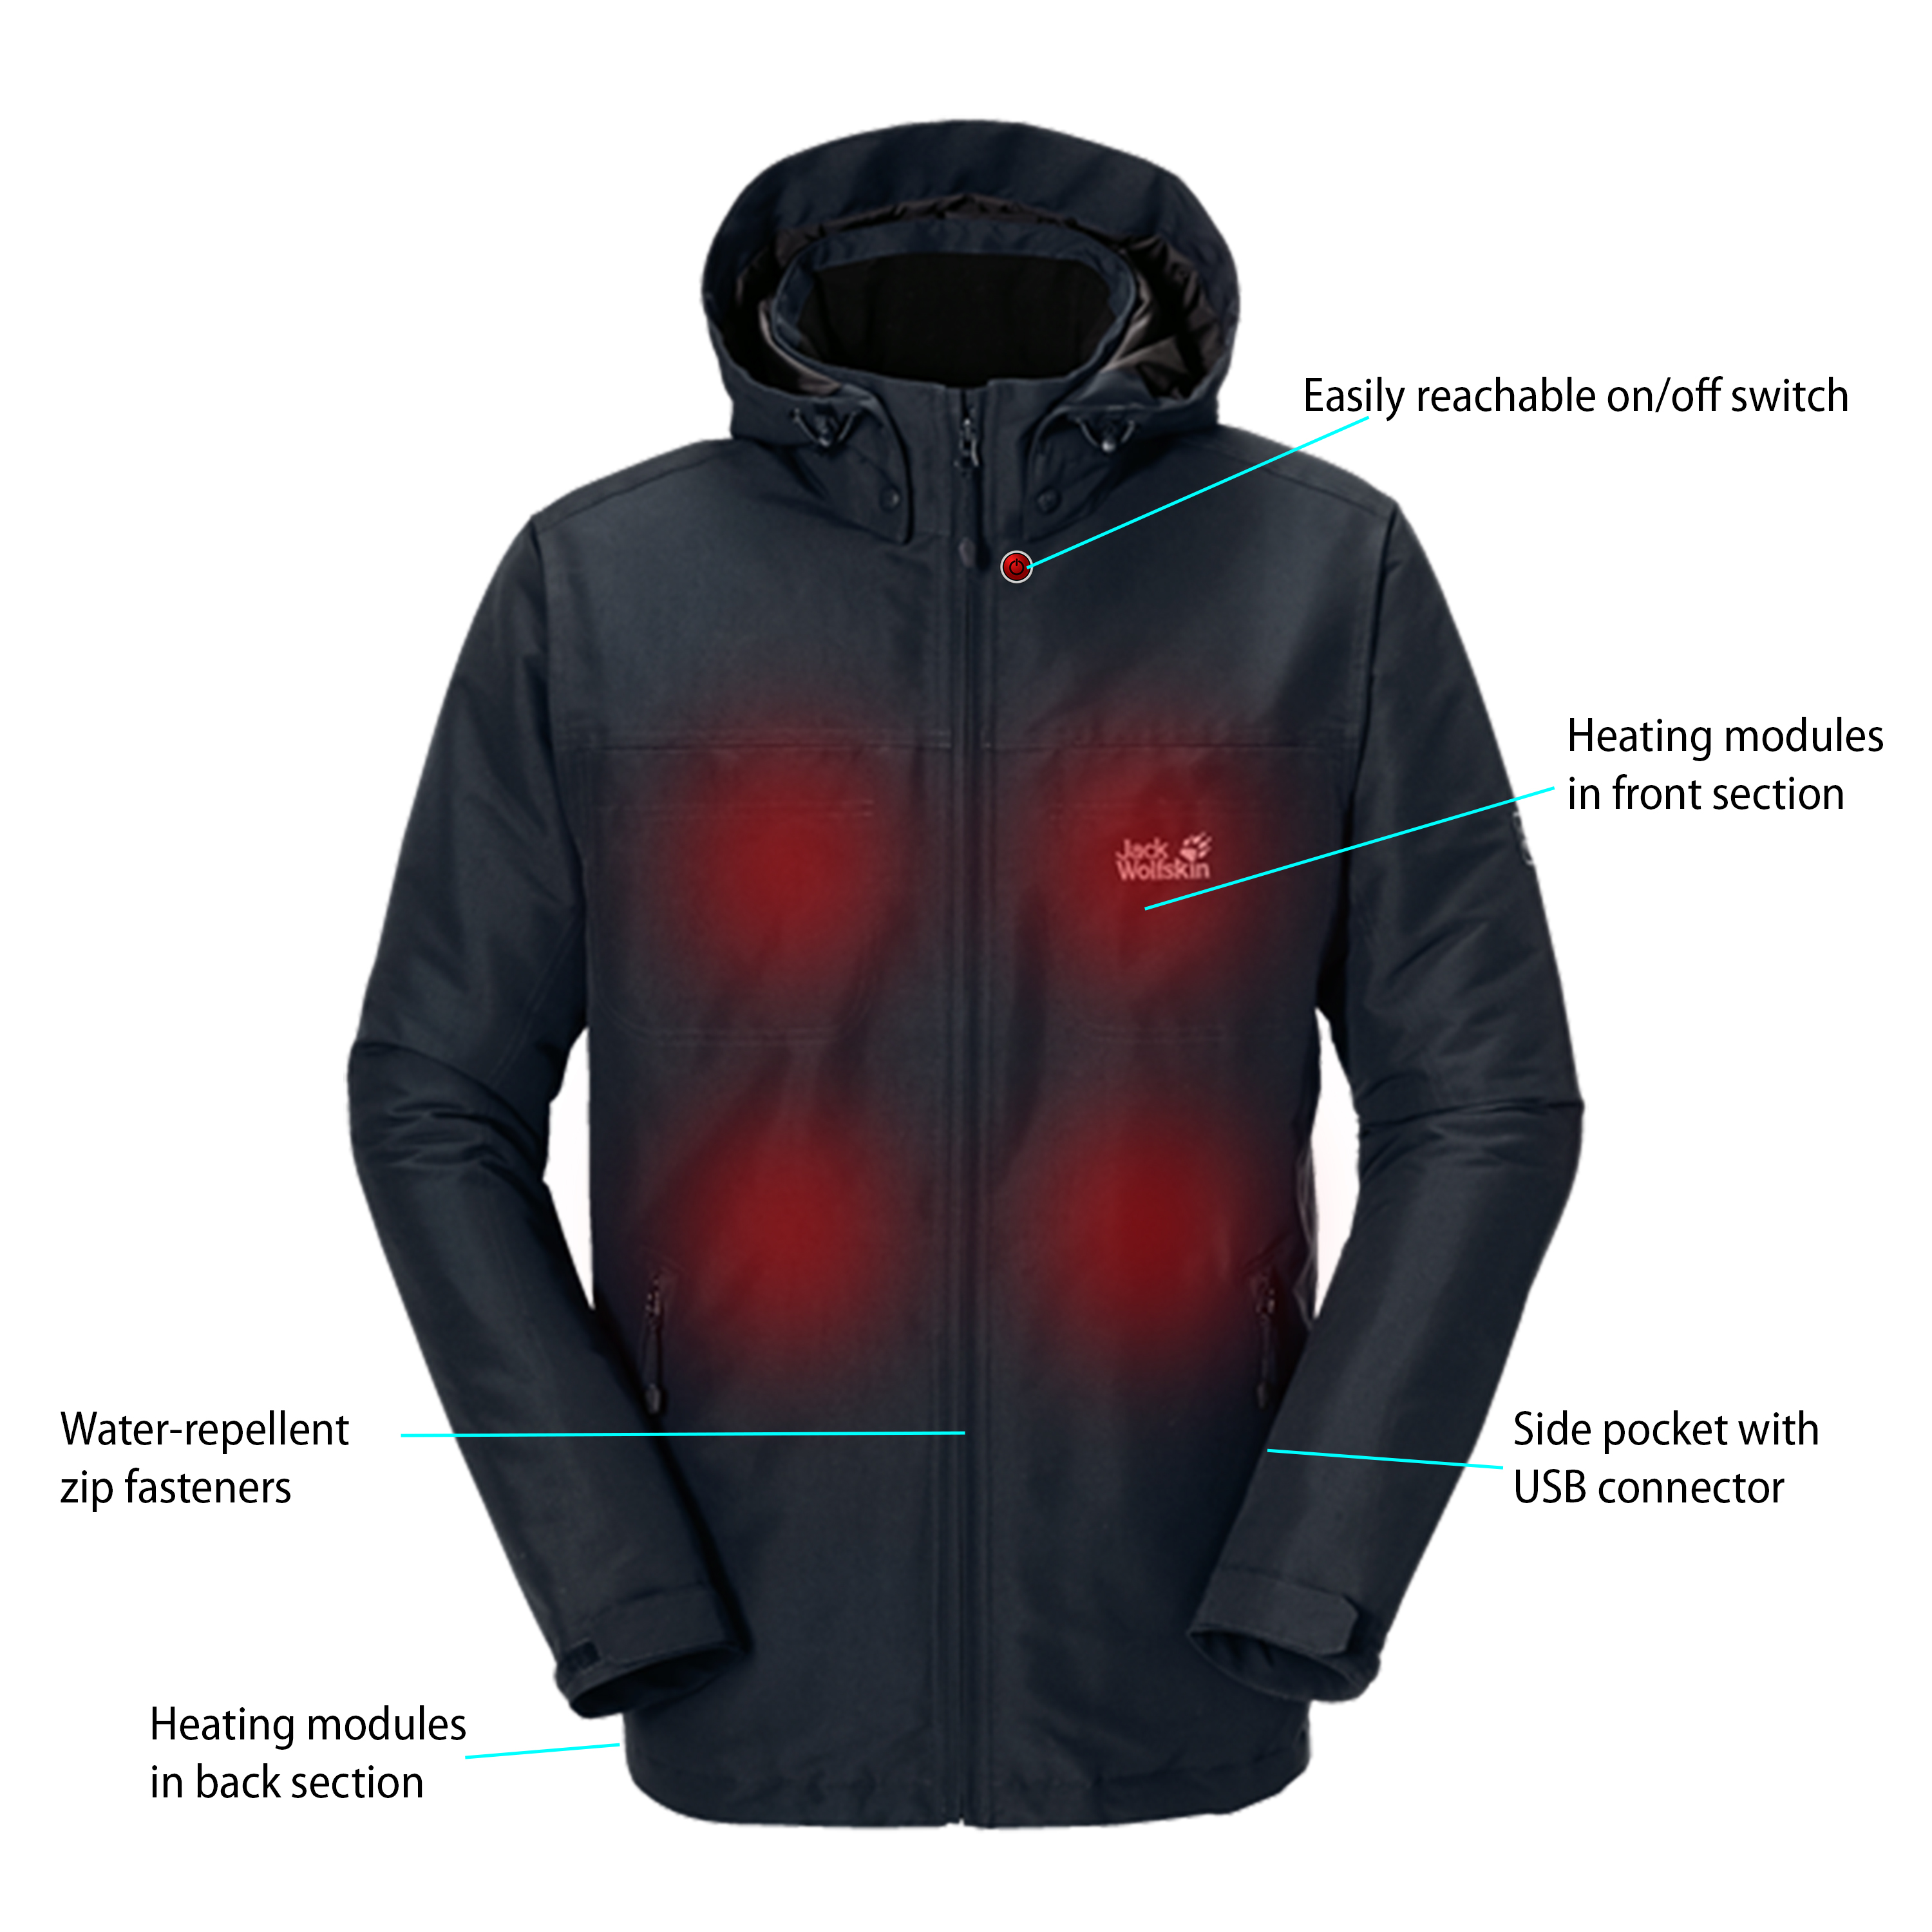 Easily reachable on/off switch
Heating modules
in front section
Jack
Wolfskin
Water-repellent
zip fasteners
Side pocket with
USB connector
Heating modules
in back section